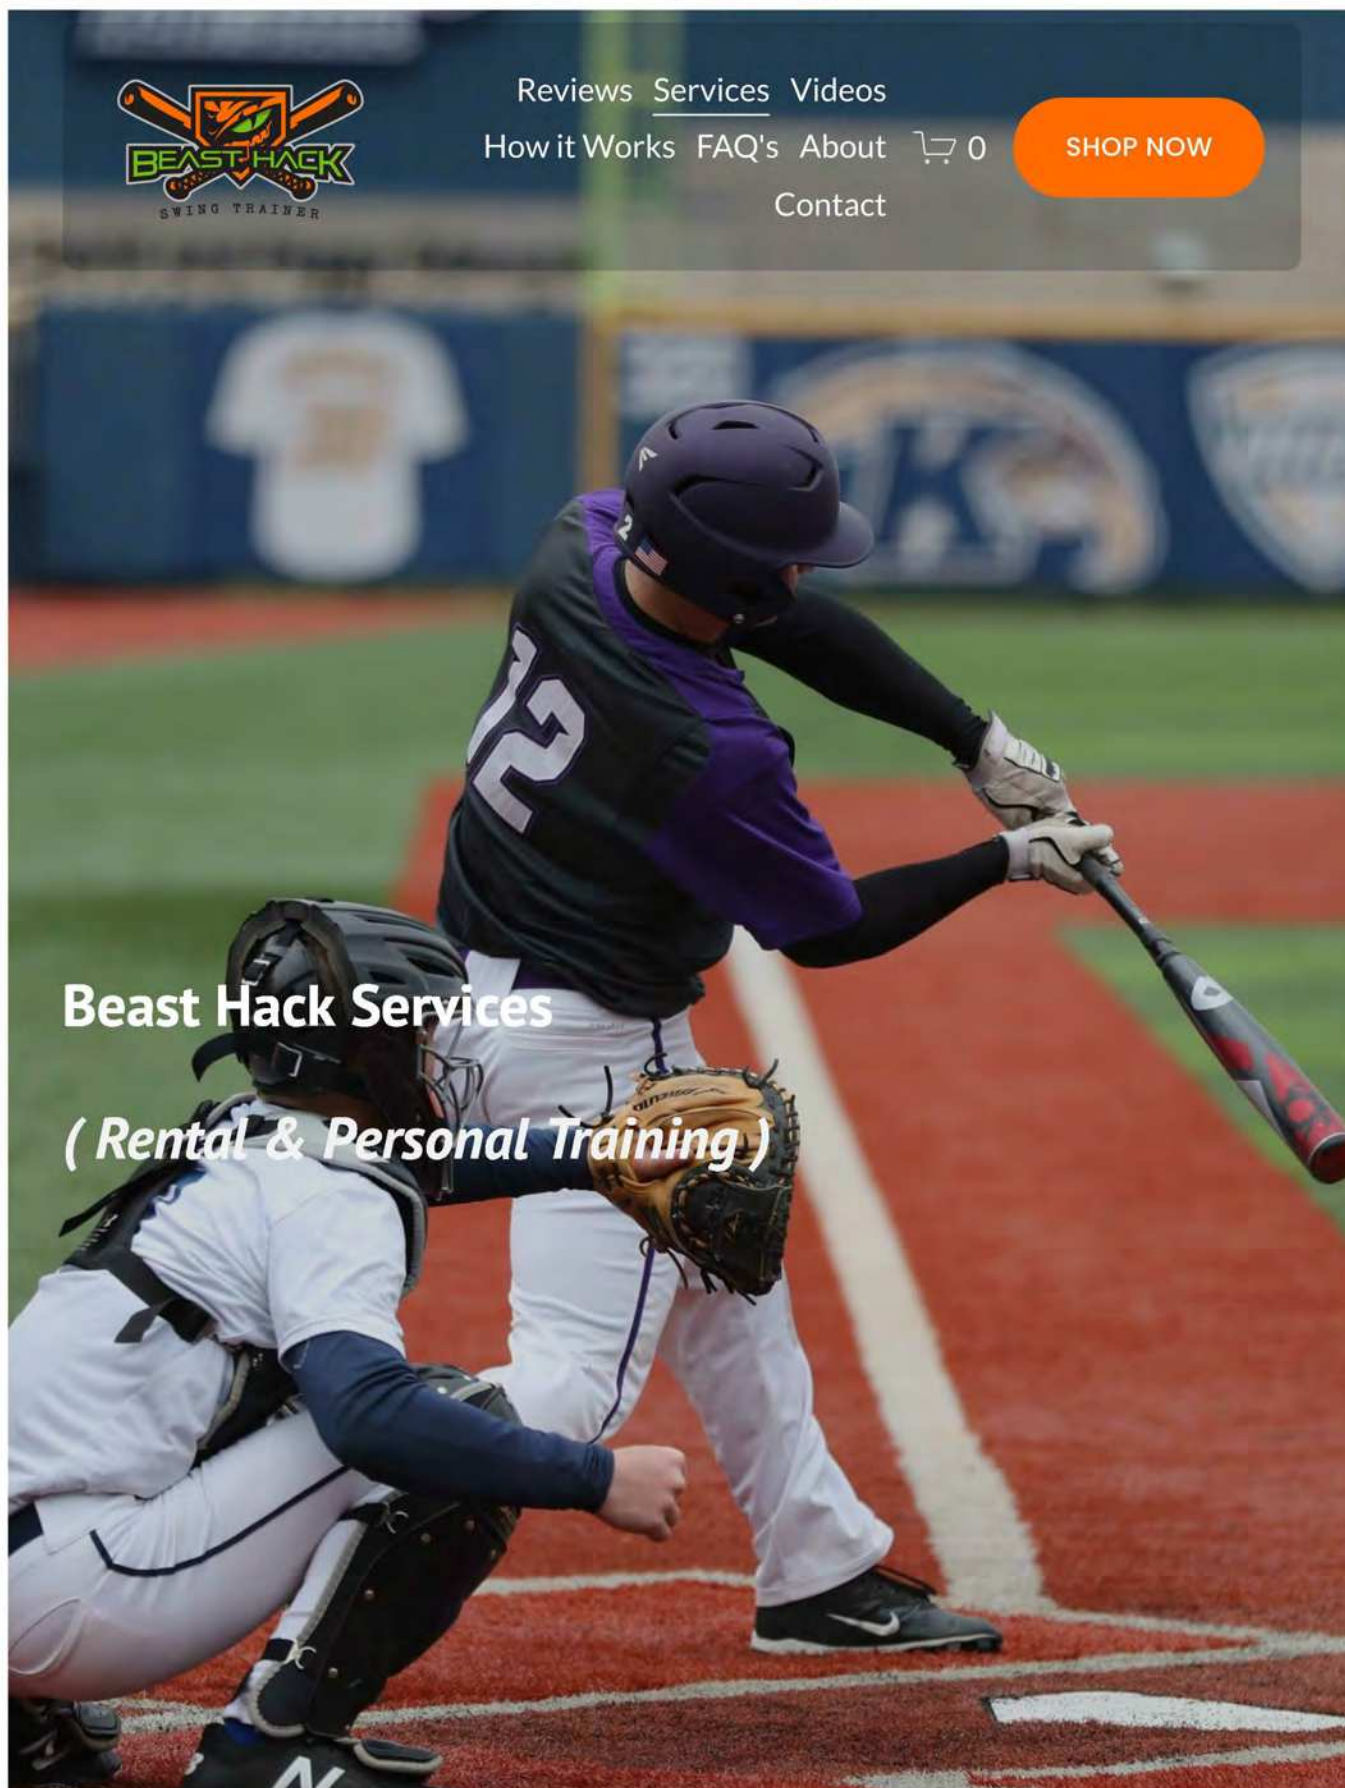 Reviews Services Videos
How it Works FAQ's About
Contact
0
SHOP NOW
BEAST HACK
SWING TRAINER
K
2
12
Beast Hack Services
( Rental & Personal Training )
N